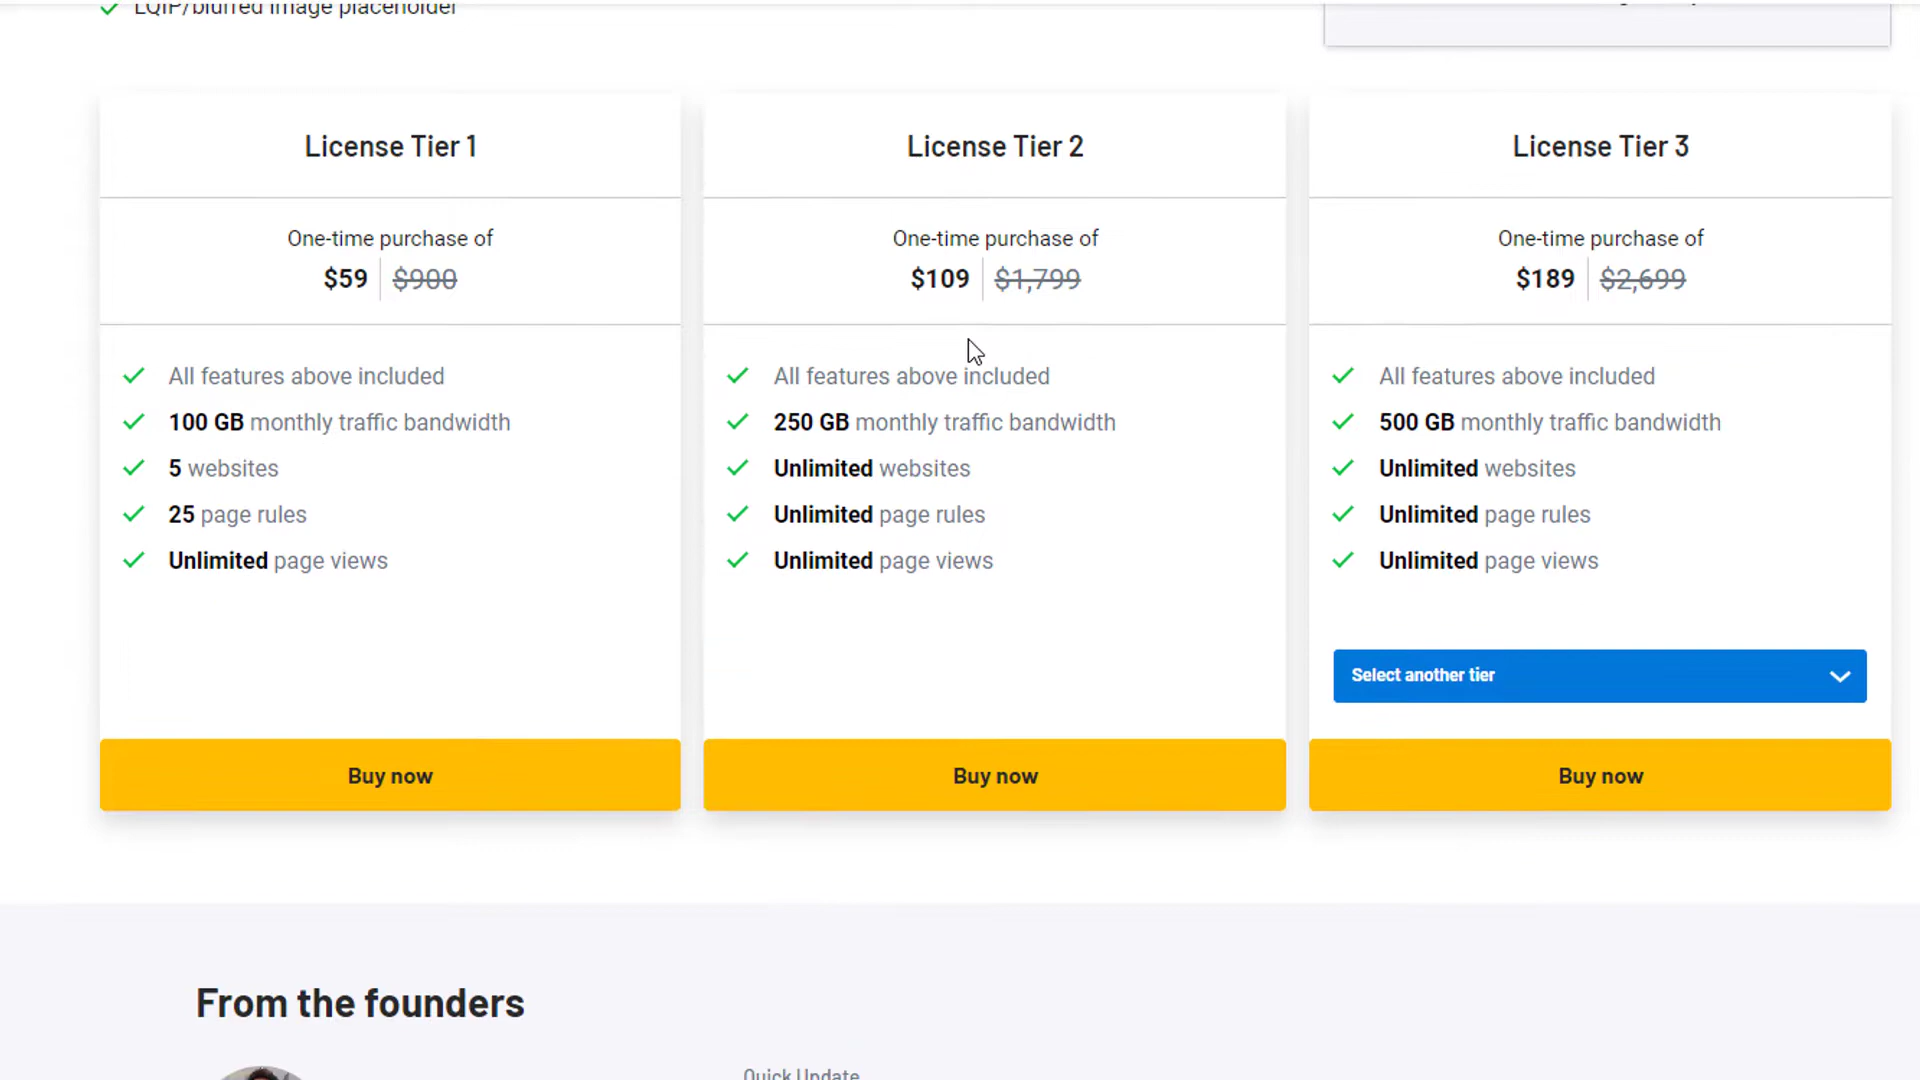 LQIP/blurred image placeholder
License Tier 1
One-time purchase of
$59 $900
All features above included
100 GB monthly traffic bandwidth
5 websites
25 page rules
Unlimited page views
Buy now
License Tier 2
One-time purchase of
$109 $1,799
All features above included
250 GB monthly traffic bandwidth
Unlimited websites
Unlimited page rules
Unlimited page views
Buy now
License Tier 3
One-time purchase of
$189 $2,699
All features above included
500 GB monthly traffic bandwidth
Unlimited websites
Unlimited page rules
Unlimited page views
Select another tier
Buy now
From the founders
Quick Update